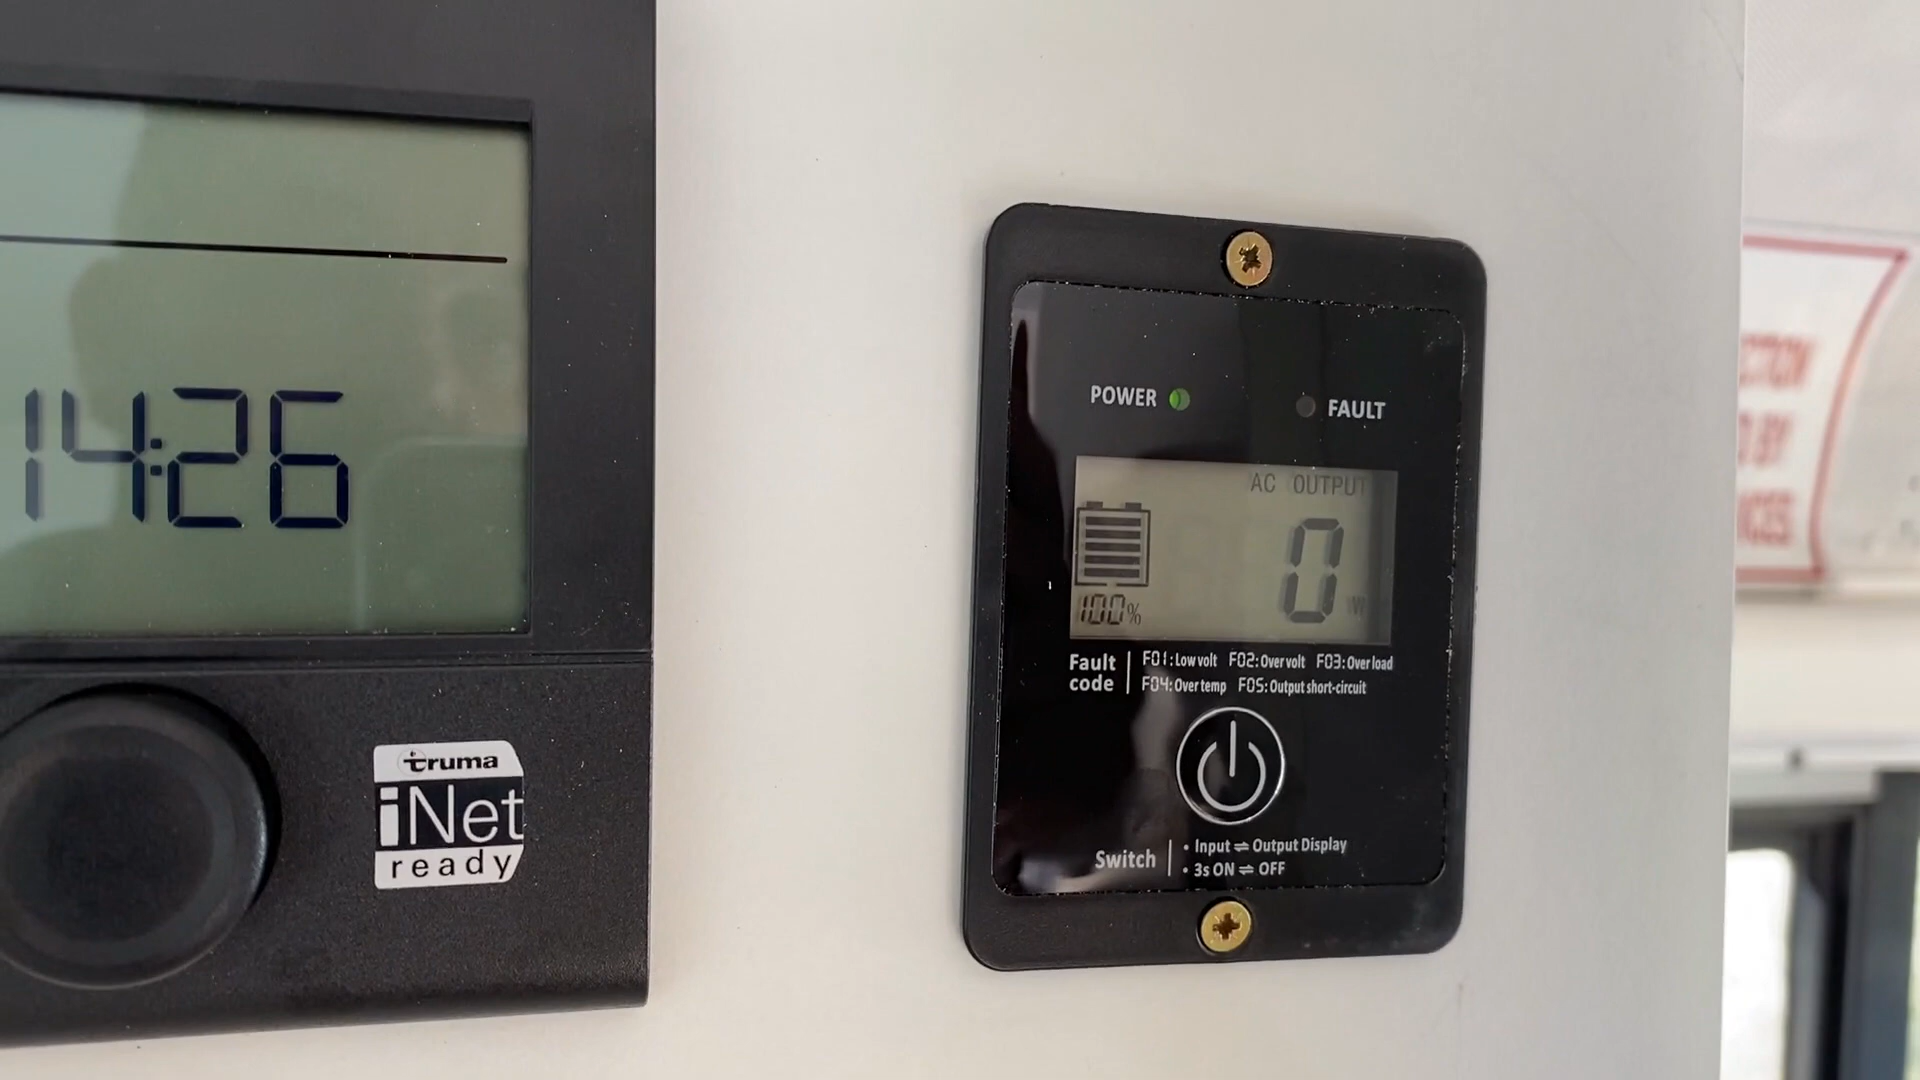 14:26
truma
iNet
ready
POWER
FAULT
AC OUTPUT
0 W
100%
Fault code
F01:Low volt F02:Over volt F03:Over load
F04:Over temp F05:Output short-circuit
Switch
• Input ⇌ Output Display
• 3s ON ⇌ OFF
BY